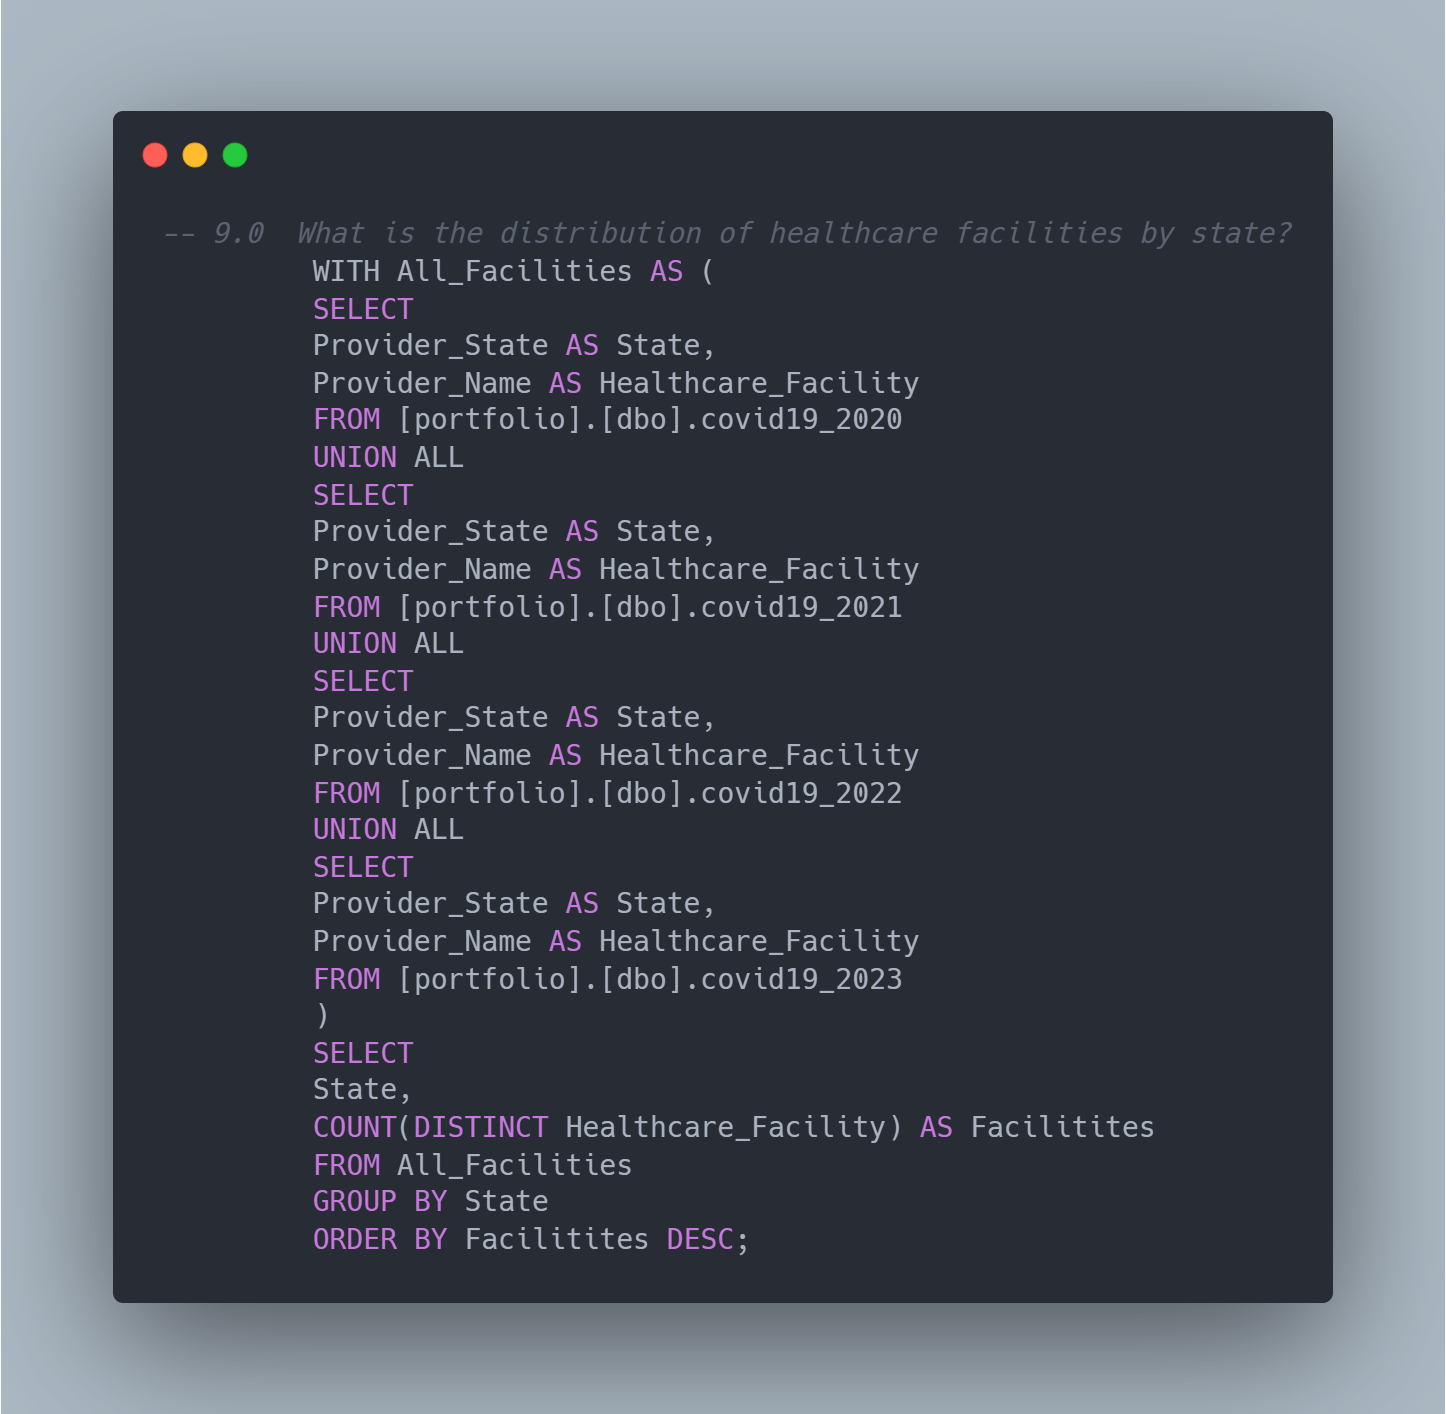 -- 9.0  What is the distribution of healthcare facilities by state?
WITH All_Facilities AS (
SELECT
Provider_State AS State,
Provider_Name AS Healthcare_Facility
FROM [portfolio].[dbo].covid19_2020
UNION ALL
SELECT
Provider_State AS State,
Provider_Name AS Healthcare_Facility
FROM [portfolio].[dbo].covid19_2021
UNION ALL
SELECT
Provider_State AS State,
Provider_Name AS Healthcare_Facility
FROM [portfolio].[dbo].covid19_2022
UNION ALL
SELECT
Provider_State AS State,
Provider_Name AS Healthcare_Facility
FROM [portfolio].[dbo].covid19_2023
)
SELECT
State,
COUNT(DISTINCT Healthcare_Facility) AS Facilitites
FROM All_Facilities
GROUP BY State
ORDER BY Facilitites DESC;